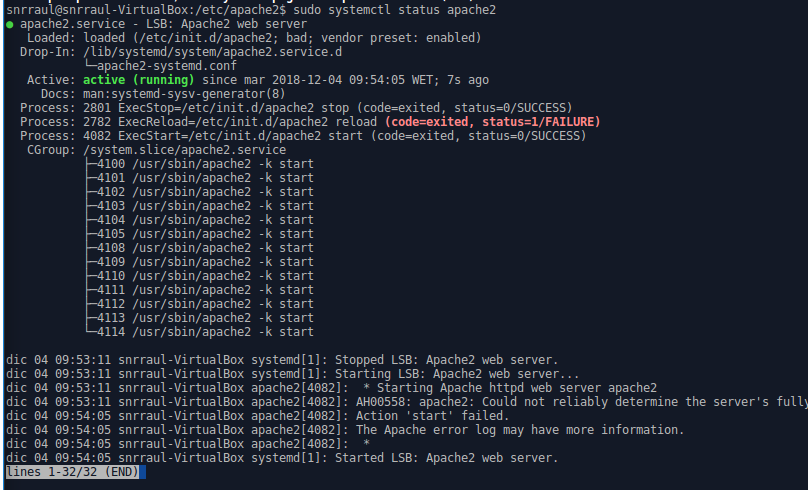 snrraul@snrraul-VirtualBox:/etc/apache2$ sudo systemctl status apache2
● apache2.service - LSB: Apache2 web server
   Loaded: loaded (/etc/init.d/apache2; bad; vendor preset: enabled)
  Drop-In: /lib/systemd/system/apache2.service.d
           └─apache2-systemd.conf
   Active: active (running) since mar 2018-12-04 09:54:05 WET; 7s ago
     Docs: man:systemd-sysv-generator(8)
  Process: 2801 ExecStop=/etc/init.d/apache2 stop (code=exited, status=0/SUCCESS)
  Process: 2782 ExecReload=/etc/init.d/apache2 reload (code=exited, status=1/FAILURE)
  Process: 4082 ExecStart=/etc/init.d/apache2 start (code=exited, status=0/SUCCESS)
   CGroup: /system.slice/apache2.service
           ├─4100 /usr/sbin/apache2 -k start
           ├─4101 /usr/sbin/apache2 -k start
           ├─4102 /usr/sbin/apache2 -k start
           ├─4103 /usr/sbin/apache2 -k start
           ├─4104 /usr/sbin/apache2 -k start
           ├─4105 /usr/sbin/apache2 -k start
           ├─4108 /usr/sbin/apache2 -k start
           ├─4109 /usr/sbin/apache2 -k start
           ├─4110 /usr/sbin/apache2 -k start
           ├─4111 /usr/sbin/apache2 -k start
           ├─4112 /usr/sbin/apache2 -k start
           ├─4113 /usr/sbin/apache2 -k start
           └─4114 /usr/sbin/apache2 -k start

dic 04 09:53:11 snrraul-VirtualBox systemd[1]: Stopped LSB: Apache2 web server.
dic 04 09:53:11 snrraul-VirtualBox systemd[1]: Starting LSB: Apache2 web server...
dic 04 09:53:11 snrraul-VirtualBox apache2[4082]:  * Starting Apache httpd web server apache2
dic 04 09:53:11 snrraul-VirtualBox apache2[4082]: AH00558: apache2: Could not reliably determine the server's fully
dic 04 09:54:05 snrraul-VirtualBox apache2[4082]: Action 'start' failed.
dic 04 09:54:05 snrraul-VirtualBox apache2[4082]: The Apache error log may have more information.
dic 04 09:54:05 snrraul-VirtualBox apache2[4082]:  *
dic 04 09:54:05 snrraul-VirtualBox systemd[1]: Started LSB: Apache2 web server.
lines 1-32/32 (END)